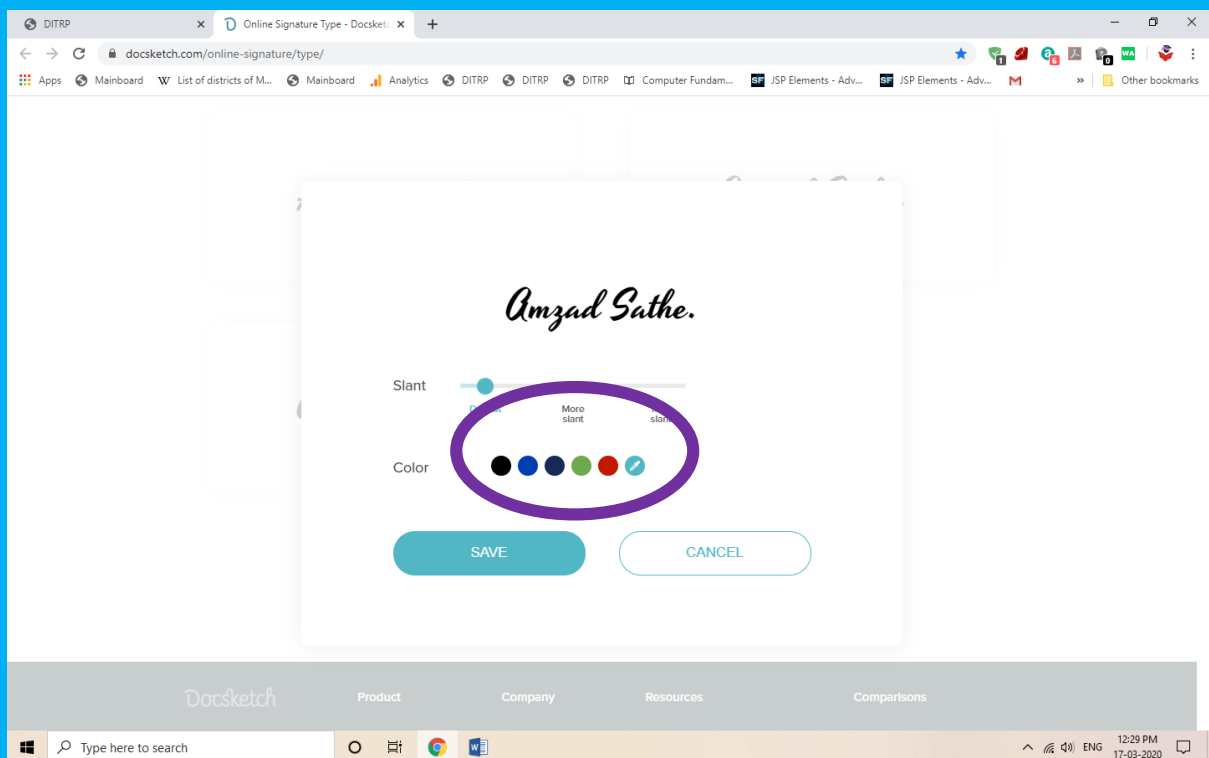 DITRP
Online Signature Type - Docsket
docsketch.com/online-signature/type/
Apps Mainboard List of districts of M... Mainboard Analytics DITRP DITRP DITRP Computer Fundam... JSP Elements - Adv... JSP Elements - Adv... » Other bookmarks
Amzad Sathe.
Slant
More
slant
Color
SAVE CANCEL
Docsketch Product Company Resources Comparisons
Type here to search
ENG
12:29 PM
17-03-2020